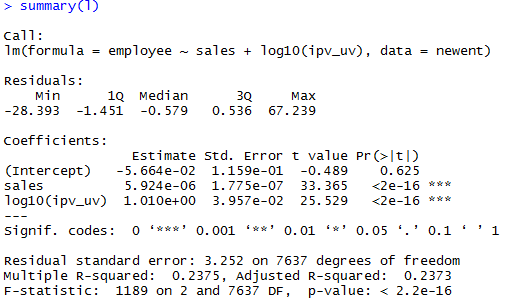 > summary(l)
Call:
lm(formula = employee ~ sales + log10(ipv_uv), data = newent)
Residuals:
    Min      1Q  Median      3Q     Max
-28.393  -1.451  -0.579   0.536  67.239
Coefficients:
                Estimate Std. Error t value Pr(>|t|)
(Intercept)   -5.664e-02  1.159e-01  -0.489    0.625
sales          5.924e-06  1.775e-07  33.365   <2e-16 ***
log10(ipv_uv)  1.010e+00  3.957e-02  25.529   <2e-16 ***
---
Signif. codes:  0 ‘***’ 0.001 ‘**’ 0.01 ‘*’ 0.05 ‘.’ 0.1 ‘ ’ 1
Residual standard error: 3.252 on 7637 degrees of freedom
Multiple R-squared:  0.2375, Adjusted R-squared:  0.2373
F-statistic:  1189 on 2 and 7637 DF,  p-value: < 2.2e-16